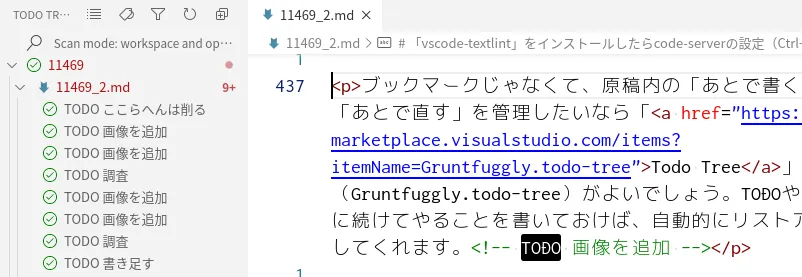 TODO TR...
11469_2.md ×
Scan mode: workspace and op...
11469_2.md › # 「vscode-textlint」をインストールしたらcode-serverの設定（Ctrl-
11469
11469_2.md 9+
TODO ここらへんは削る
TODO 画像を追加
TODO 画像を追加
TODO 調査
TODO 画像を追加
TODO 画像を追加
TODO 調査
TODO 書き足す
437 <p>ブックマークじゃなくて、原稿内の「あとで書く
「あとで直す」を管理したいなら「<a href="https:
marketplace.visualstudio.com/items?
itemName=Gruntfuggly.todo-tree">Todo Tree</a>」
（Gruntfuggly.todo-tree）がよいでしょう。TODOや
に続けてやることを書いておけば、自動的にリスト
してくれます。<!-- TODO 画像を追加 --></p>